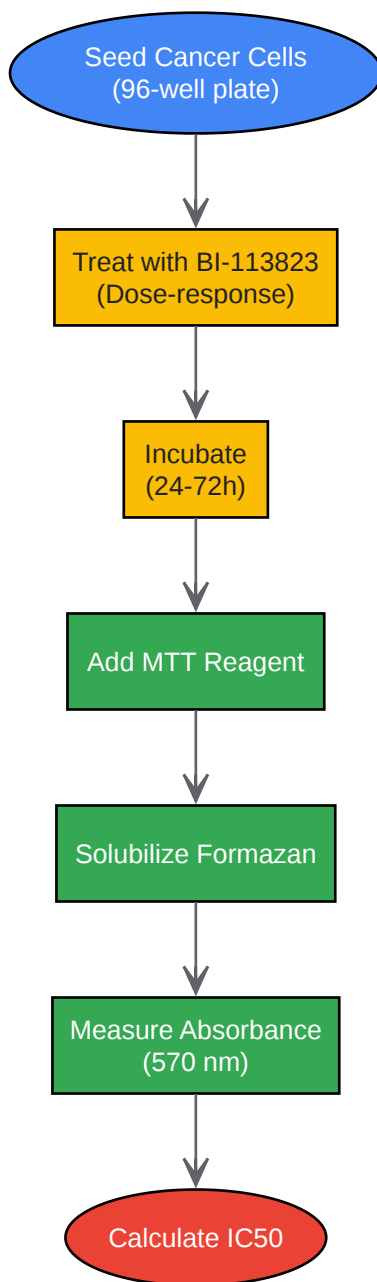 Seed Cancer Cells
(96-well plate)
Treat with BI-113823
(Dose-response)
Incubate
(24-72h)
Add MTT Reagent
Solubilize Formazan
Measure Absorbance
(570 nm)
Calculate IC50